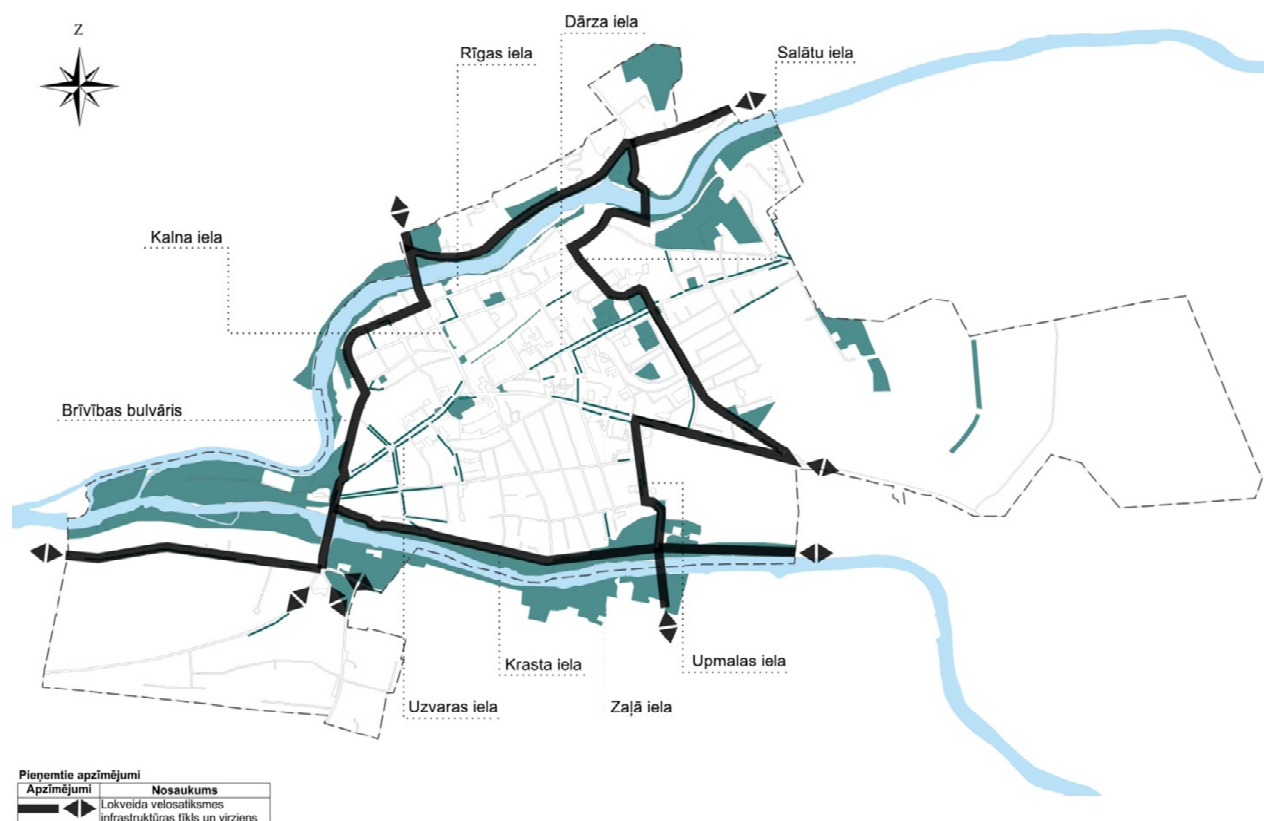 Dārza iela
Z
Rīgas iela
Salātu iela
Kalna iela
Brīvības bulvāris
Krasta iela
Upmalas iela
Uzvaras iela
Zaļā iela
Pieņemtie apzīmējumi
Apzīmējumi Nosaukums
Lokveida velosatiksmes
infrastruktūras tīkls un virziens